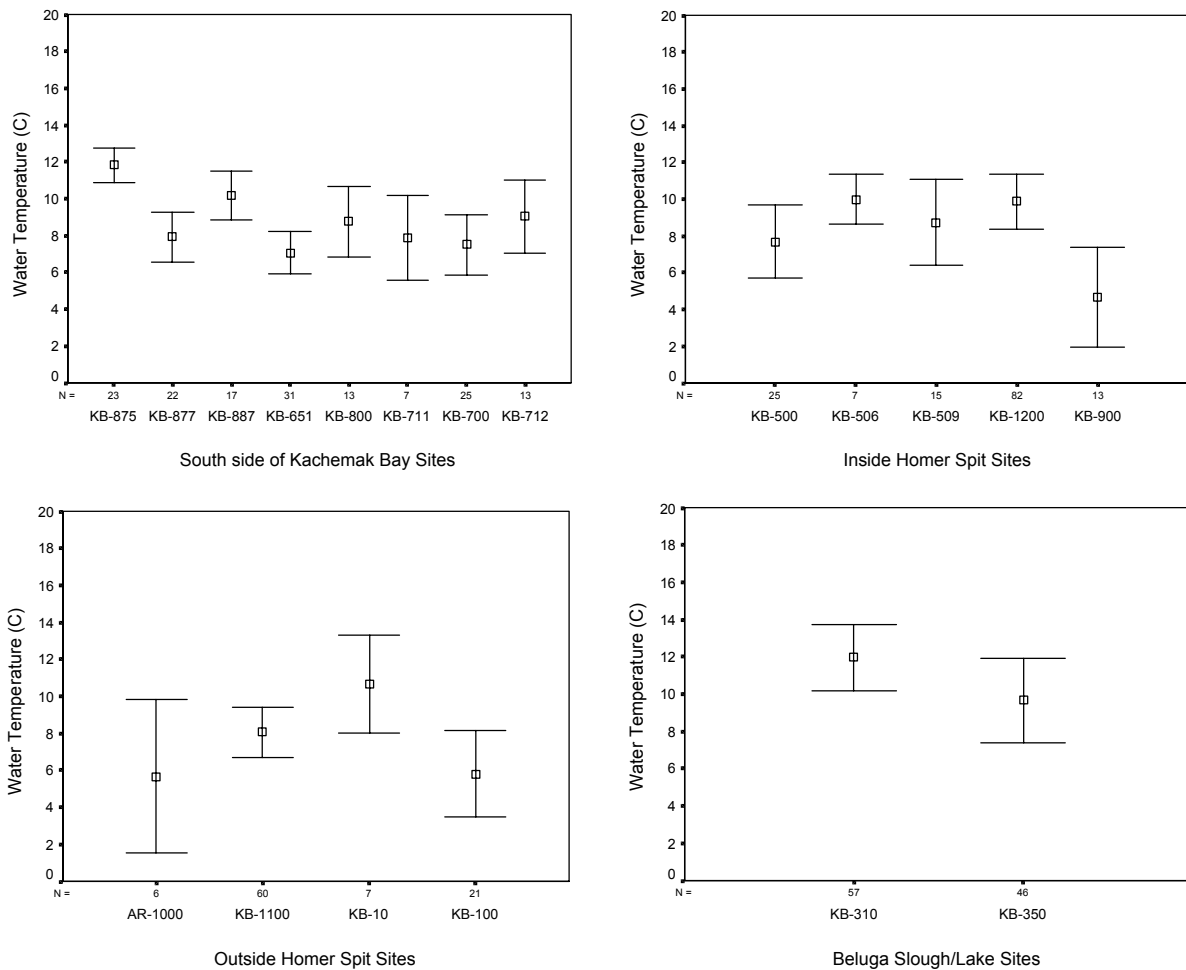 Water Temperature (C)
20
18
16
14
12
10
8
6
4
2
0
N = 23 22 17 31 13 7 25 13
KB-875 KB-877 KB-887 KB-651 KB-800 KB-711 KB-700 KB-712
South side of Kachemak Bay Sites
Water Temperature (C)
20
18
16
14
12
10
8
6
4
2
0
N = 25 7 15 82 13
KB-500 KB-506 KB-509 KB-1200 KB-900
Inside Homer Spit Sites
Water Temperature (C)
20
18
16
14
12
10
8
6
4
2
0
N = 6 60 7 21
AR-1000 KB-1100 KB-10 KB-100
Outside Homer Spit Sites
Water Temperature (C)
20
18
16
14
12
10
8
6
4
2
0
N = 57 46
KB-310 KB-350
Beluga Slough/Lake Sites